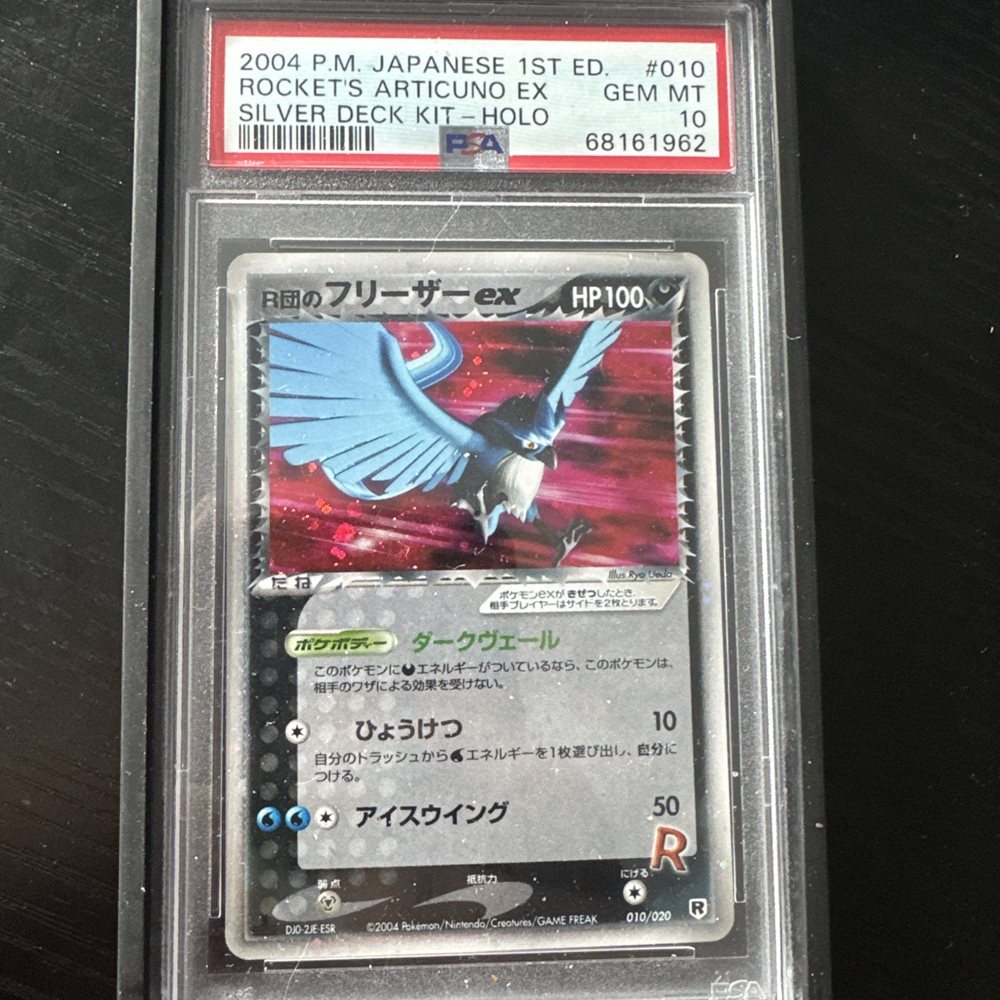 2004 P.M. JAPANESE 1ST ED. #010
ROCKET'S ARTICUNO EX GEM MT
SILVER DECK KIT-HOLO 10
PSA 68161962
R団のフリーザーex HP100
たね Illus.Ryo Ueda
ポケモンexが きぜつしたとき、
相手プレイヤーはサイドを2枚とります。
ポケボディー ダークヴェール
このポケモンにエネルギーがついているなら、このポケモンは、
相手のワザによる効果を受けない。
ひょうけつ 10
自分のトラッシュからエネルギーを1枚選び出し、自分に
つける。
アイスウイング 50
R
弱点 抵抗力 にげる
DJ0-2JE-ESR ©2004 Pokémon/Nintendo/Creatures/GAME FREAK 010/020 R
PSA